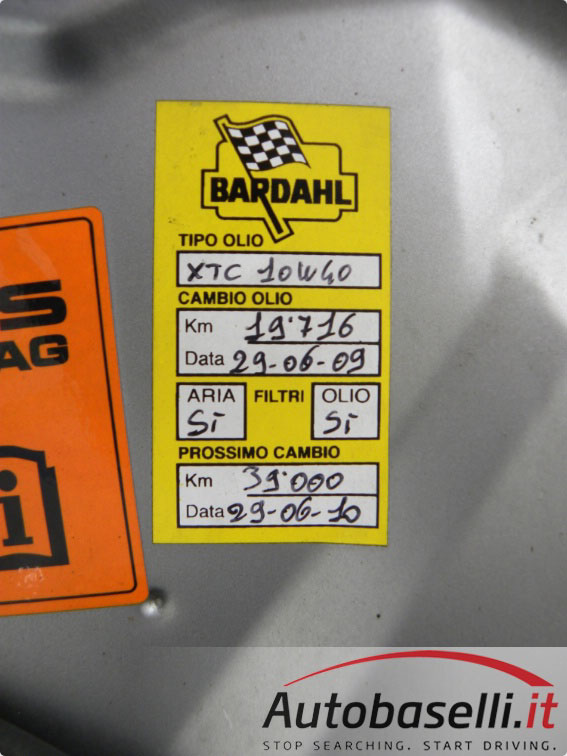 BARDAHL
TIPO OLIO
XTC 10W40
CAMBIO OLIO
Km 19'716
Data 29-06-09
ARIA FILTRI OLIO
Si Si
PROSSIMO CAMBIO
Km 39'000
Data 29-06-10
S
AG
i
Autobaselli.it
STOP SEARCHING. START DRIVING.